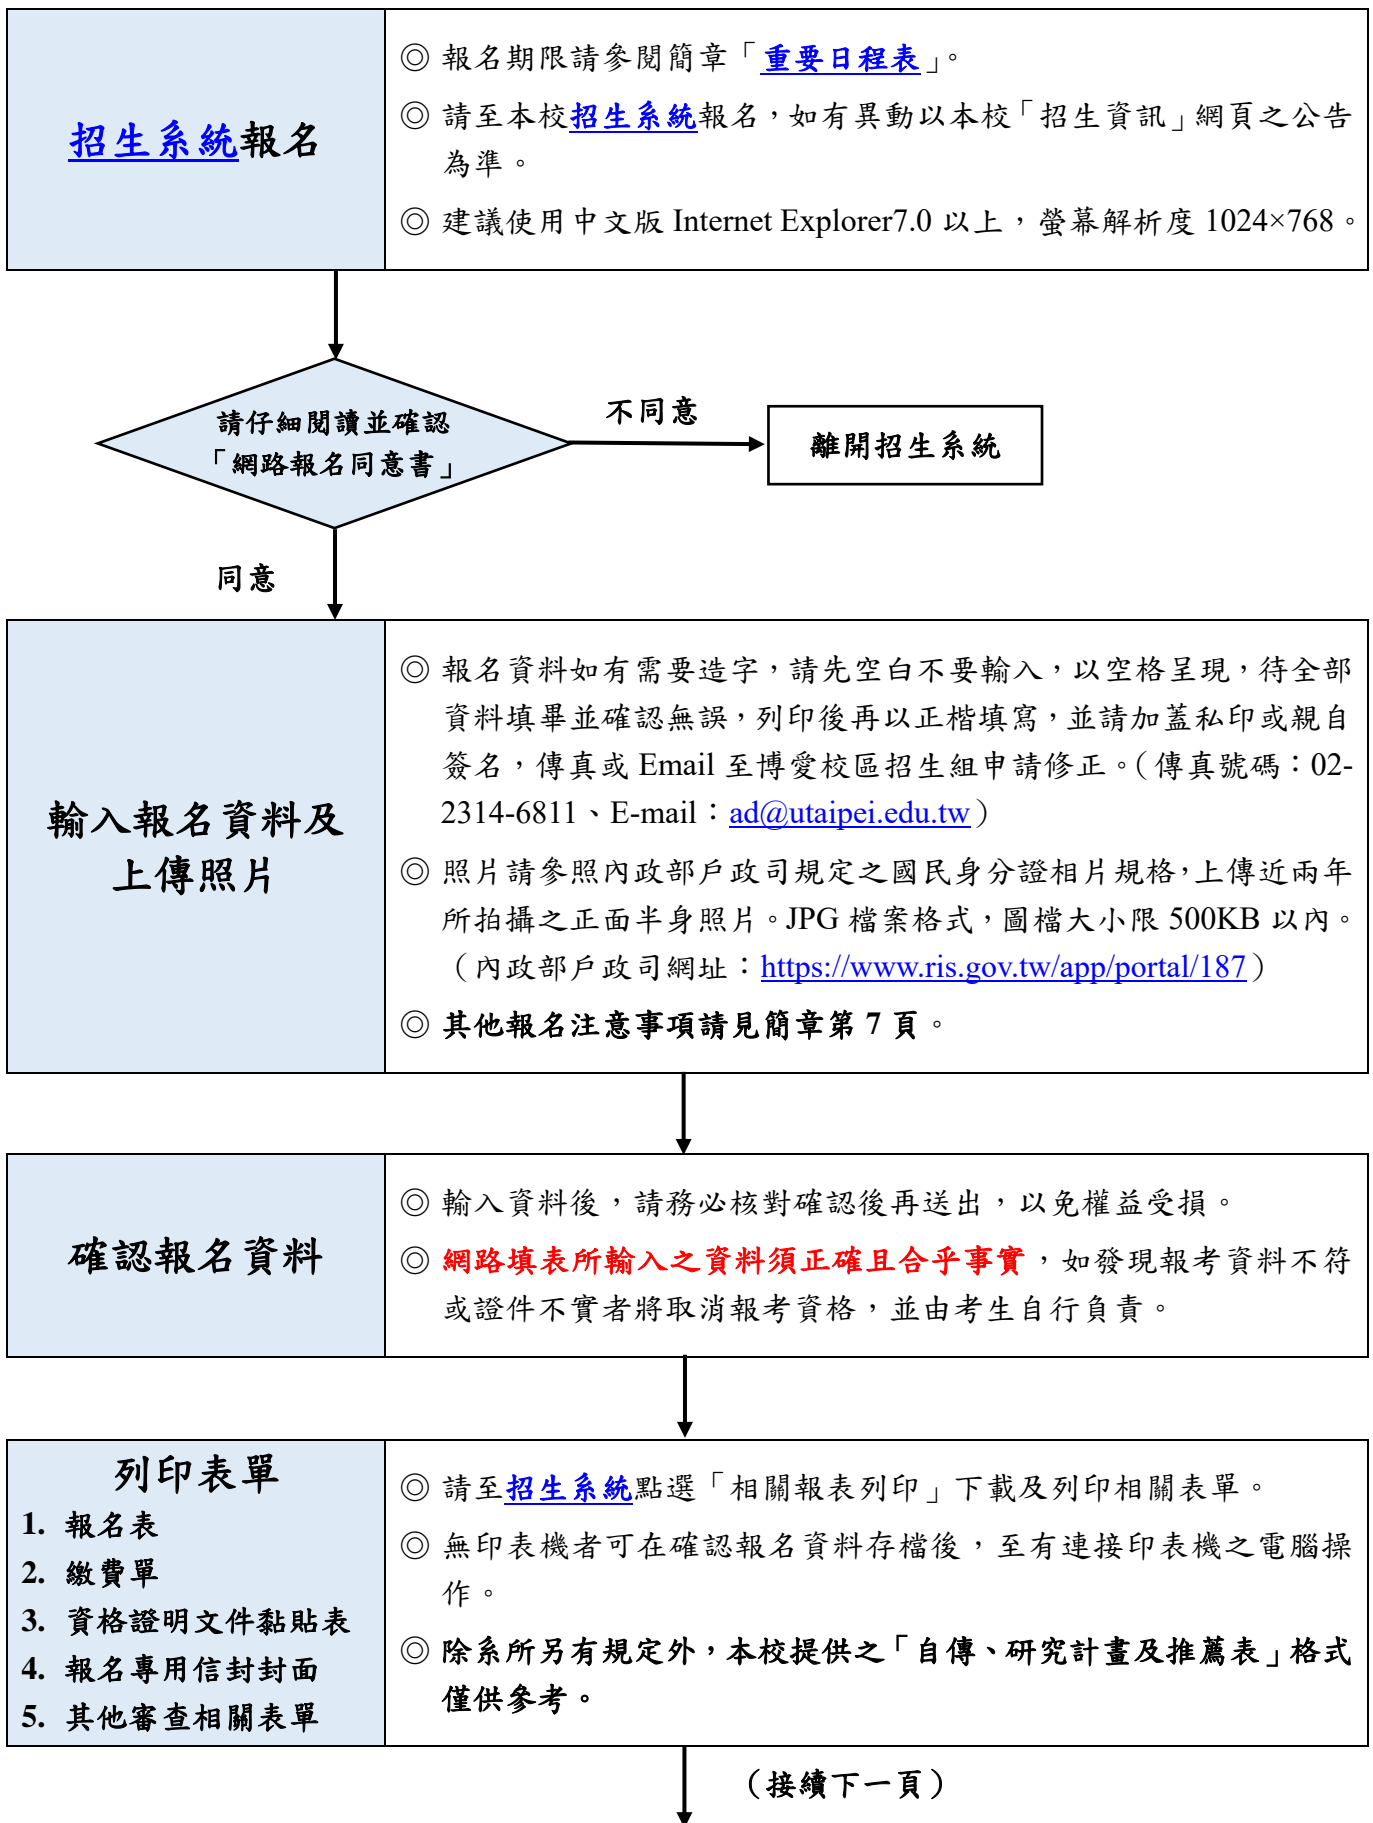 招生系統報名
◎ 報名期限請參閱簡章「重要日程表」。
◎ 請至本校招生系統報名，如有異動以本校「招生資訊」網頁之公告
為準。
◎ 建議使用中文版 Internet Explorer7.0 以上，螢幕解析度 1024×768。
請仔細閱讀並確認
「網路報名同意書」
不同意
離開招生系統
同意
輸入報名資料及
上傳照片
◎ 報名資料如有需要造字，請先空白不要輸入，以空格呈現，待全部
資料填畢並確認無誤，列印後再以正楷填寫，並請加蓋私印或親自
簽名，傳真或 Email 至博愛校區招生組申請修正。（傳真號碼：02-
2314-6811、E-mail：ad@utaipei.edu.tw）
◎ 照片請參照內政部戶政司規定之國民身分證相片規格，上傳近兩年
所拍攝之正面半身照片。JPG 檔案格式，圖檔大小限 500KB 以內。
（內政部戶政司網址：https://www.ris.gov.tw/app/portal/187）
◎ 其他報名注意事項請見簡章第 7 頁。
確認報名資料
◎ 輸入資料後，請務必核對確認後再送出，以免權益受損。
◎ 網路填表所輸入之資料須正確且合乎事實，如發現報考資料不符
或證件不實者將取消報考資格，並由考生自行負責。
列印表單
1. 報名表
2. 繳費單
3. 資格證明文件黏貼表
4. 報名專用信封封面
5. 其他審查相關表單
◎ 請至招生系統點選「相關報表列印」下載及列印相關表單。
◎ 無印表機者可在確認報名資料存檔後，至有連接印表機之電腦操
作。
◎ 除系所另有規定外，本校提供之「自傳、研究計畫及推薦表」格式
僅供參考。
（接續下一頁）